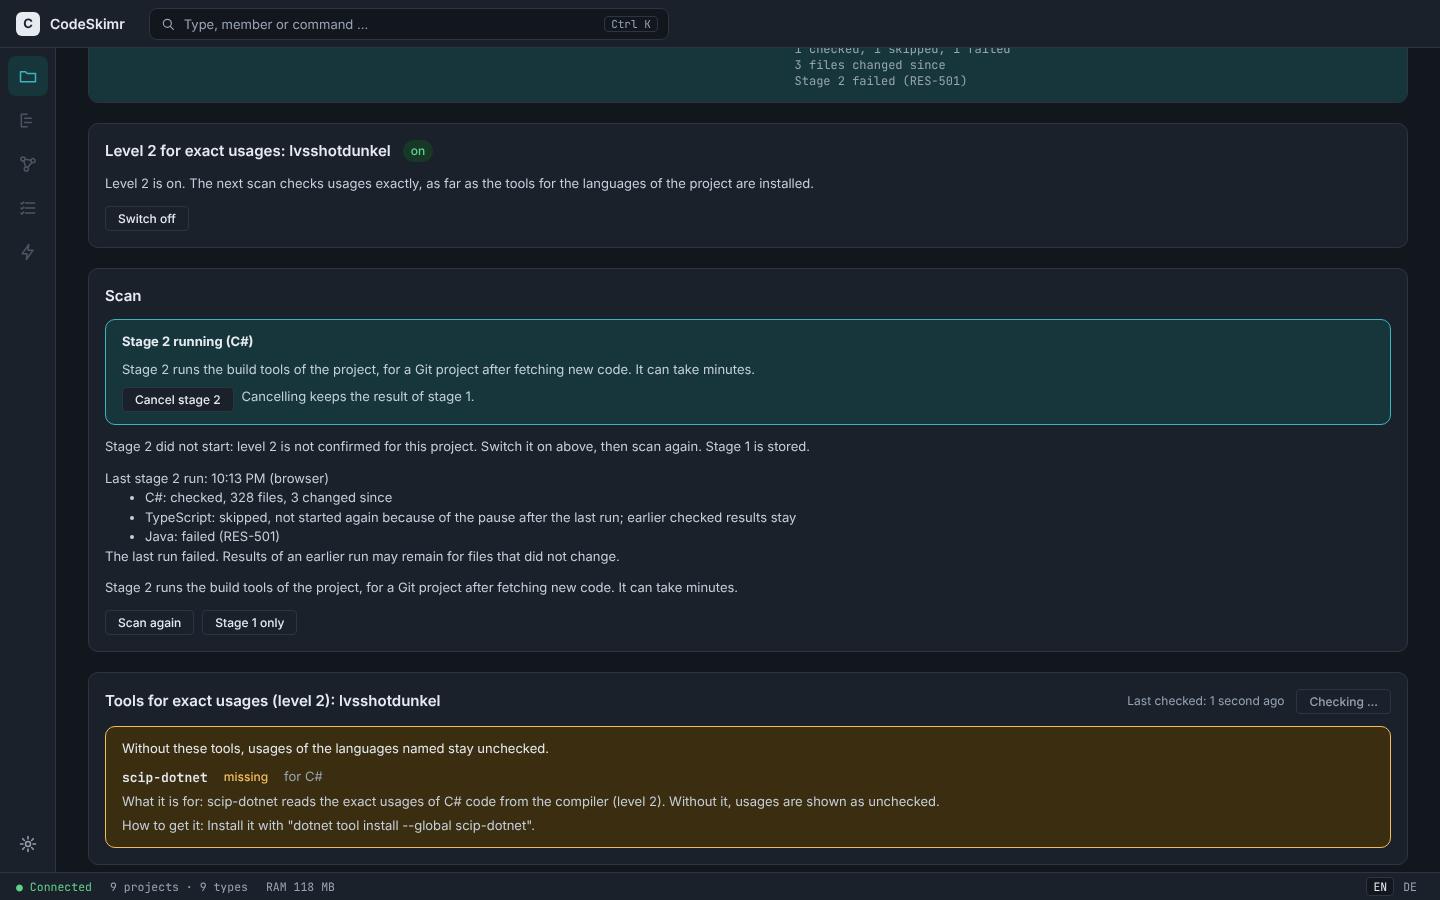 C CodeSkimr
Type, member or command ... Ctrl K
1 checked, 1 skipped, 1 failed
3 files changed since
Stage 2 failed (RES-501)
Level 2 for exact usages: lvsshotdunkel on
Level 2 is on. The next scan checks usages exactly, as far as the tools for the languages of the project are installed.
Switch off
Scan
Stage 2 running (C#)
Stage 2 runs the build tools of the project, for a Git project after fetching new code. It can take minutes.
Cancel stage 2 Cancelling keeps the result of stage 1.
Stage 2 did not start: level 2 is not confirmed for this project. Switch it on above, then scan again. Stage 1 is stored.
Last stage 2 run: 10:13 PM (browser)
• C#: checked, 328 files, 3 changed since
• TypeScript: skipped, not started again because of the pause after the last run; earlier checked results stay
• Java: failed (RES-501)
The last run failed. Results of an earlier run may remain for files that did not change.
Stage 2 runs the build tools of the project, for a Git project after fetching new code. It can take minutes.
Scan again Stage 1 only
Tools for exact usages (level 2): lvsshotdunkel Last checked: 1 second ago Checking ...
Without these tools, usages of the languages named stay unchecked.
scip-dotnet missing for C#
What it is for: scip-dotnet reads the exact usages of C# code from the compiler (level 2). Without it, usages are shown as unchecked.
How to get it: Install it with "dotnet tool install --global scip-dotnet".
● Connected 9 projects · 9 types RAM 118 MB EN DE